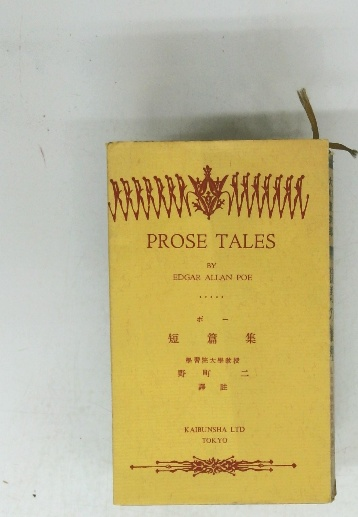 PROSE TALES
BY
EDGAR ALLAN POE
ポー
短篇集
學習院大學教授
野町二
譯註
KAIBUNSHA LTD
TOKYO